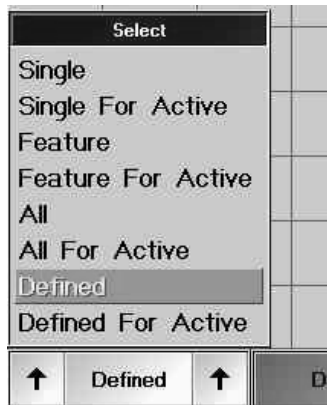 Select
Single
Single For Active
Feature
Feature For Active
All
All For Active
Defined
Defined For Active
Defined
D